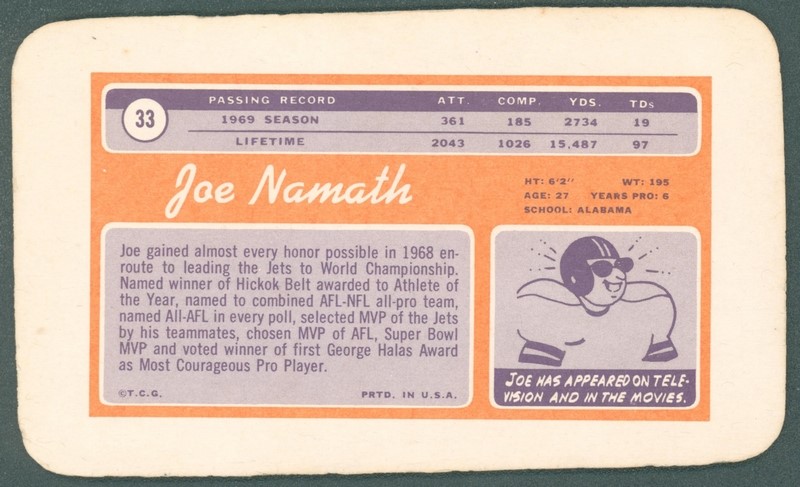 33
PASSING RECORD ATT. COMP. YDS. TDs
1969 SEASON 361 185 2734 19
LIFETIME 2043 1026 15,487 97
Joe Namath
HT: 6'2" WT: 195
AGE: 27 YEARS PRO: 6
SCHOOL: ALABAMA
Joe gained almost every honor possible in 1968 en-
route to leading the Jets to World Championship.
Named winner of Hickok Belt awarded to Athlete of
the Year, named to combined AFL-NFL all-pro team,
named All-AFL in every poll, selected MVP of the Jets
by his teammates, chosen MVP of AFL, Super Bowl
MVP and voted winner of first George Halas Award
as Most Courageous Pro Player.
©T.C.G. PRTD. IN U.S.A.
JOE HAS APPEARED ON TELE-
VISION AND IN THE MOVIES.